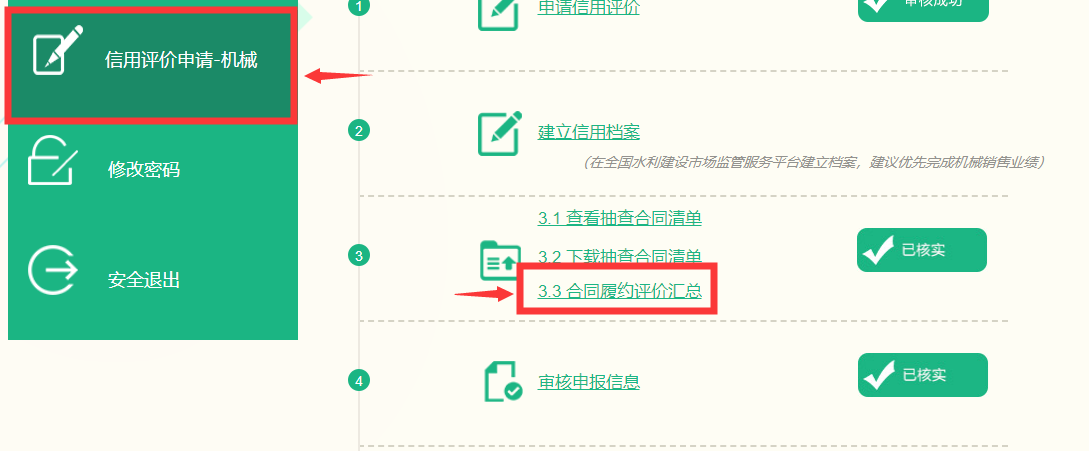 信用评价申请-机械
修改密码
安全退出
1
申请信用评价
审核成功
2
建立信用档案
（在全国水利建设市场监管服务平台建立档案，建议优先完成机械销售业绩）
3
3.1 查看抽查合同清单
3.2 下载抽查合同清单
3.3 合同履约评价汇总
已核实
4
审核申报信息
已核实